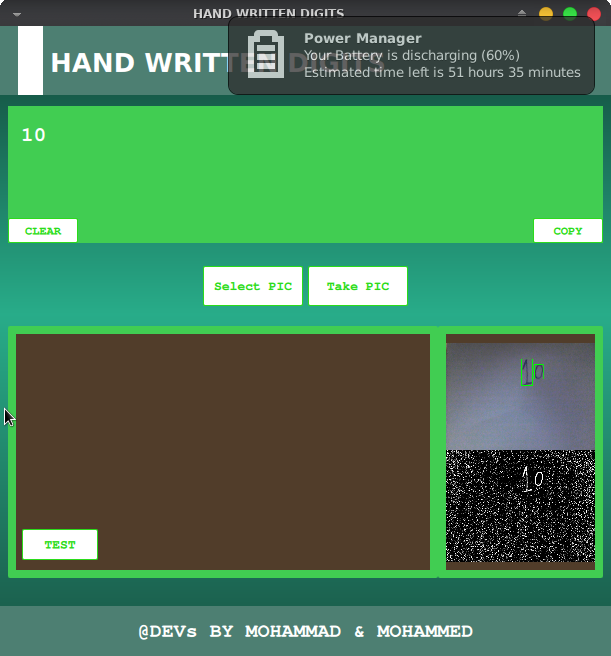 HAND WRITTEN DIGITS
Power Manager
Your Battery is discharging (60%)
Estimated time left is 51 hours 35 minutes
HAND WRITTEN DIGITS
10
CLEAR
COPY
Select PIC
Take PIC
10
10
TEST
@DEVs BY MOHAMMAD & MOHAMMED